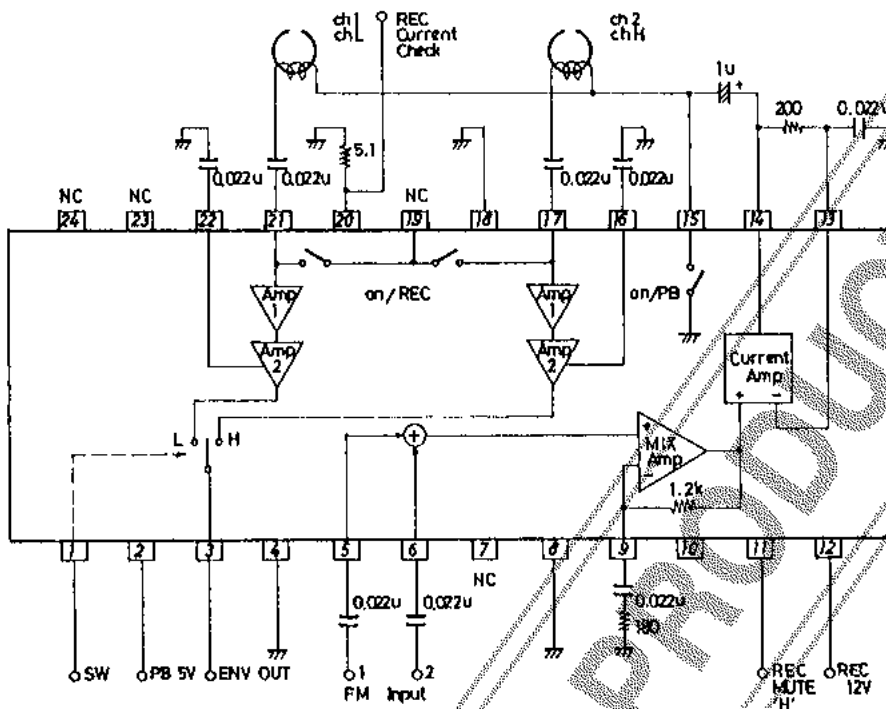 ch1 chL
REC Current Check
ch2 chH
1u +
200
0.022u
5.1
0.022u 0.022u
0.022u 0.022u
NC NC NC
24 23 22 21 20 19 18 17 16 15 14 13
on/REC
on/PB
Amp 1
Amp 1
Amp 2
Amp 2
Current Amp
+ -
L H
+
+
MIX Amp
-
1.2k
1 2 3 4 5 6 7 8 9 10 11 12
NC
0.022u 0.022u
0.022u
180
SW
PB 5V
ENV OUT
1 2
FM Input
REC MUTE 'H'
REC 12V
PRODUC